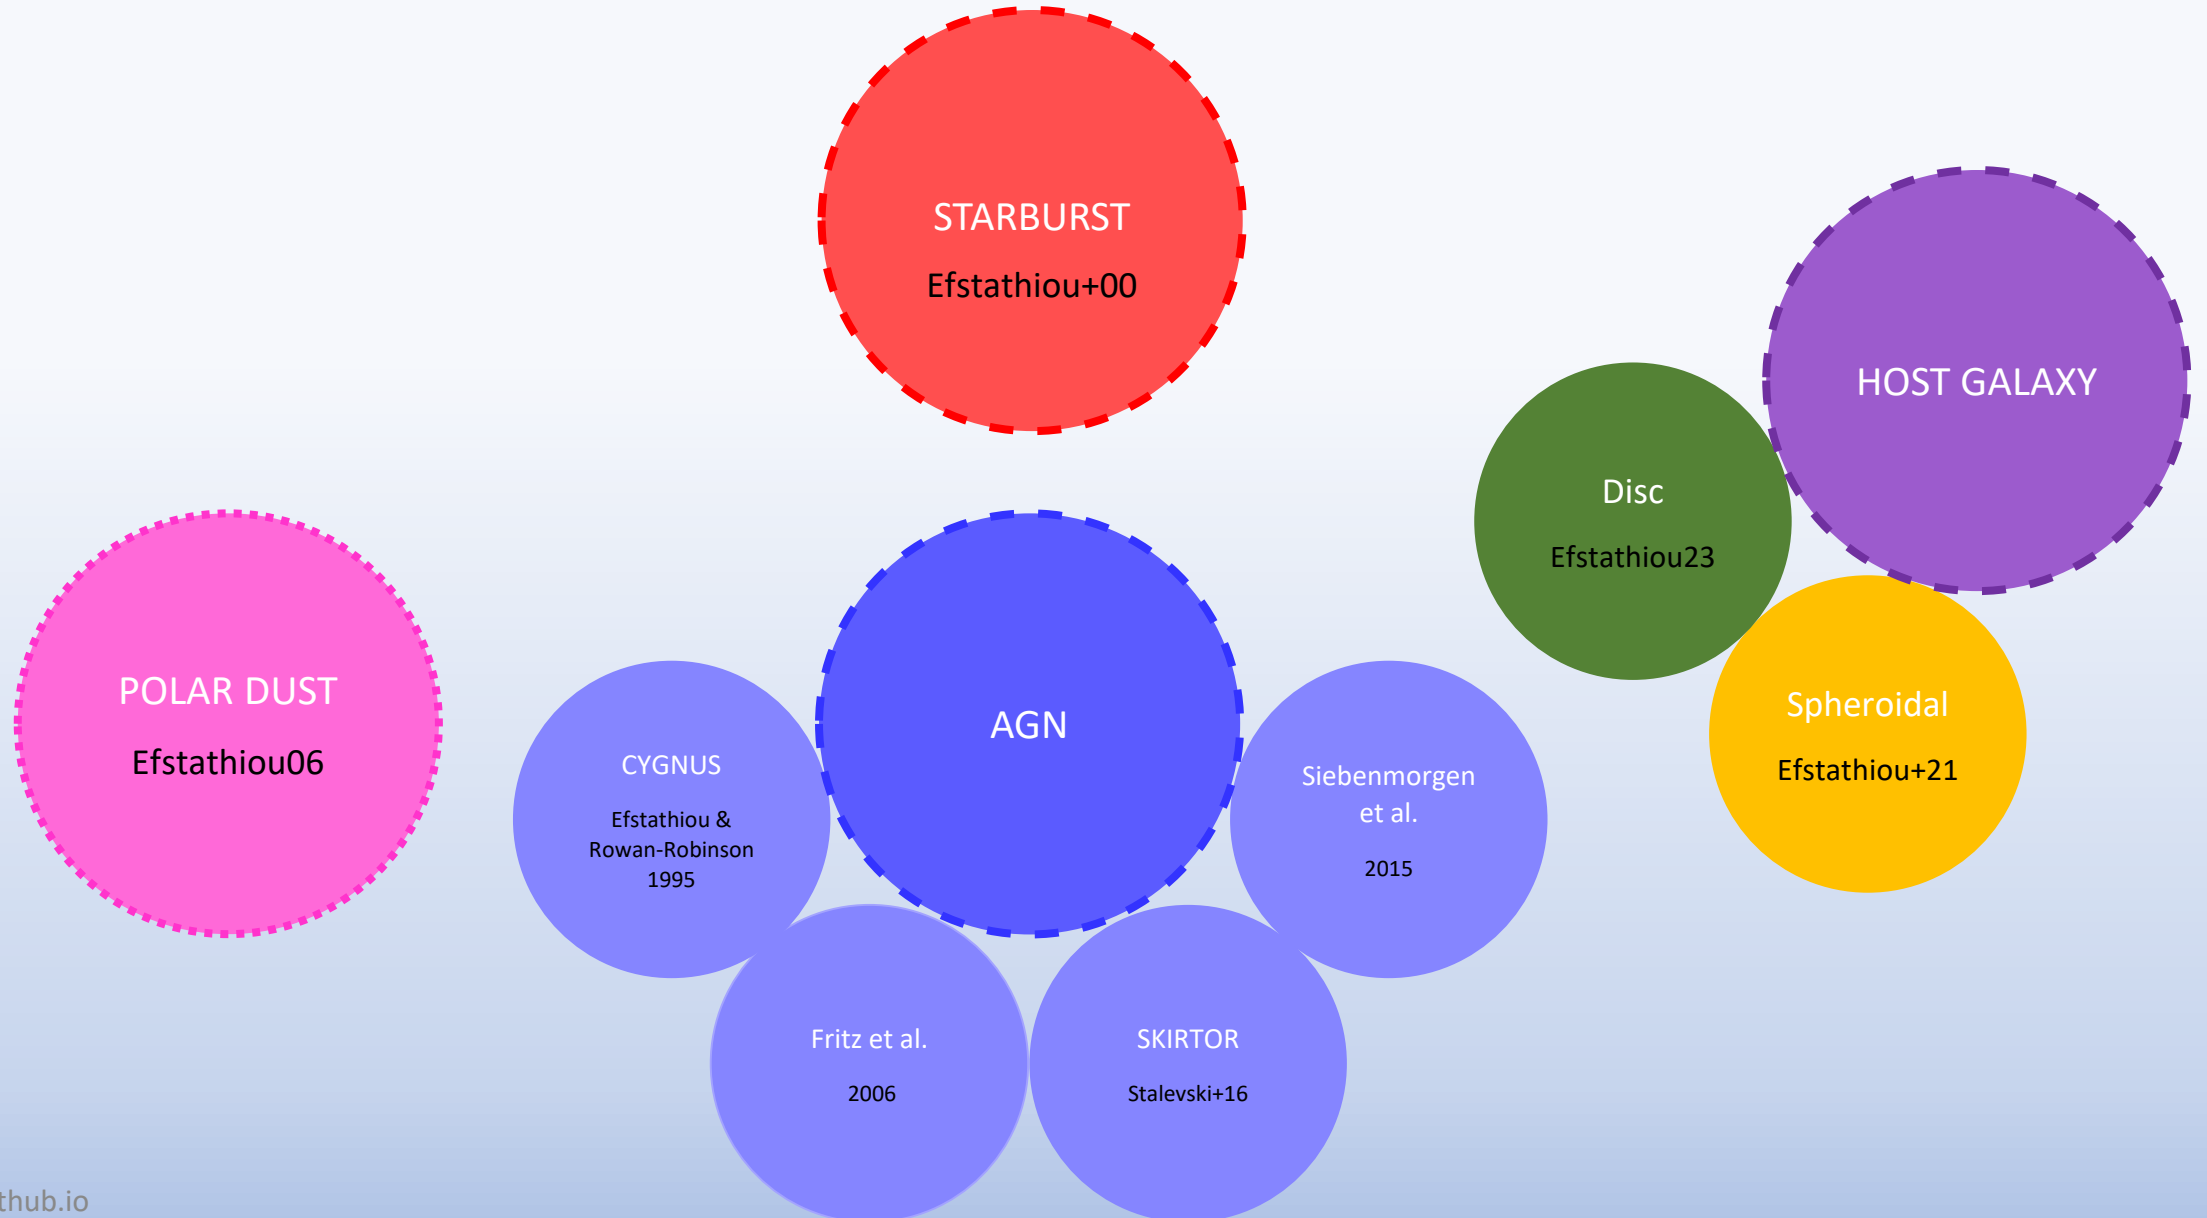 STARBURST
Efstathiou+00
HOST GALAXY
Disc
Efstathiou23
Spheroidal
Efstathiou+21
POLAR DUST
Efstathiou06
AGN
CYGNUS
Efstathiou &
Rowan-Robinson
1995
Siebenmorgen
et al.
2015
Fritz et al.
2006
SKIRTOR
Stalevski+16
thub.io